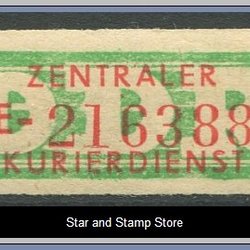 ZENTRALER
E-216388
KURIERDIENST
Star and Stamp Store